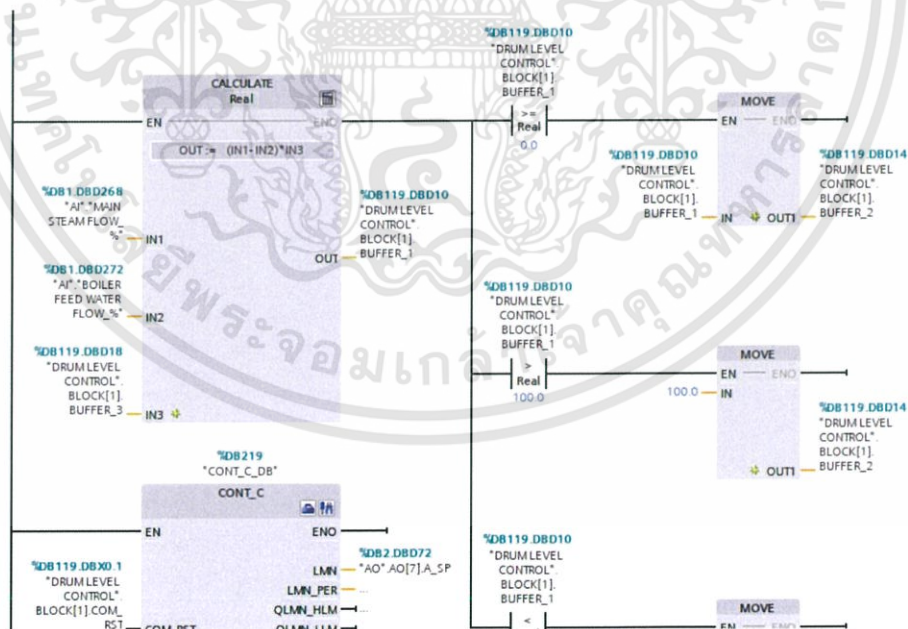 %DB119.DBD10
"DRUM LEVEL
CONTROL".
BLOCK[1].
BUFFER_1
>=
Real
0.0
CALCULATE
Real
EN
ENO
OUT := (IN1-IN2)*IN3
%DB1.DBD268
"AI"."MAIN
STEAM FLOW_
%"
IN1
%DB119.DBD10
"DRUM LEVEL
CONTROL".
BLOCK[1].
BUFFER_1
OUT
%DB1.DBD272
"AI"."BOILER
FEED WATER
FLOW_%"
IN2
%DB119.DBD18
"DRUM LEVEL
CONTROL".
BLOCK[1].
BUFFER_3
IN3
MOVE
EN
ENO
%DB119.DBD10
"DRUM LEVEL
CONTROL".
BLOCK[1].
BUFFER_1
IN
OUT1
%DB119.DBD14
"DRUM LEVEL
CONTROL".
BLOCK[1].
BUFFER_2
%DB119.DBD10
"DRUM LEVEL
CONTROL".
BLOCK[1].
BUFFER_1
>
Real
100.0
MOVE
EN
ENO
100.0
IN
OUT1
%DB119.DBD14
"DRUM LEVEL
CONTROL".
BLOCK[1].
BUFFER_2
%DB219
"CONT_C_DB"
CONT_C
EN
ENO
%DB119.DBX0.1
"DRUM LEVEL
CONTROL".
BLOCK[1].COM_
RST
COM_RST
LMN
%DB2.DBD72
"AO".AO[7].A_SP
LMN_PER
...
QLMN_HLM
...
QLMN_LLM
%DB119.DBD10
"DRUM LEVEL
CONTROL".
BLOCK[1].
BUFFER_1
<
MOVE
EN
ENO